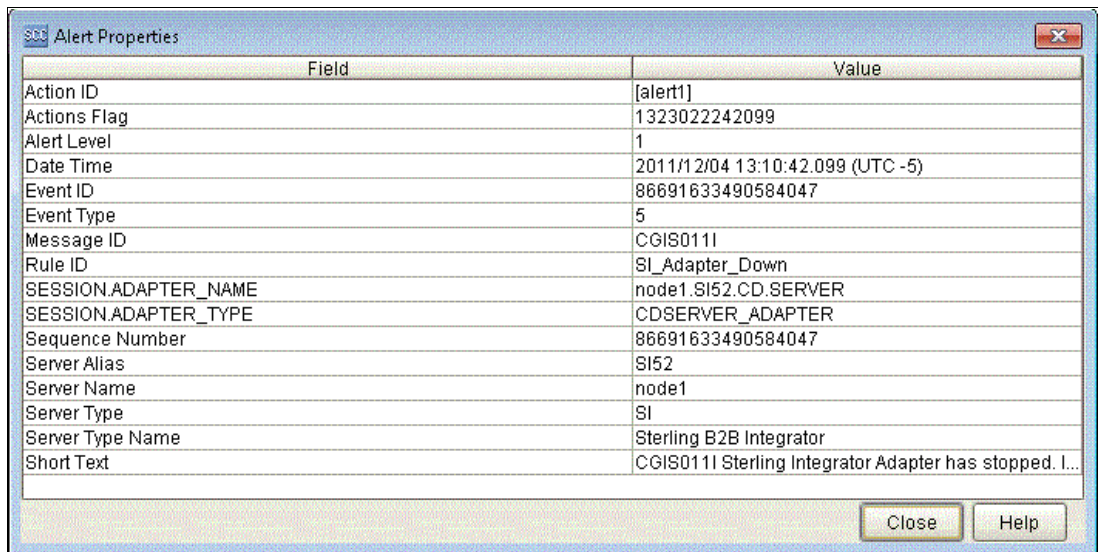 SCC Alert Properties
Field Value
Action ID [alert1]
Actions Flag 1323022242099
Alert Level 1
Date Time 2011/12/04 13:10:42.099 (UTC -5)
Event ID 86691633490584047
Event Type 5
Message ID CGIS011I
Rule ID SI_Adapter_Down
SESSION.ADAPTER_NAME node1.SI52.CD.SERVER
SESSION.ADAPTER_TYPE CDSERVER_ADAPTER
Sequence Number 86691633490584047
Server Alias SI52
Server Name node1
Server Type SI
Server Type Name Sterling B2B Integrator
Short Text CGIS011I Sterling Integrator Adapter has stopped. I...
Close Help